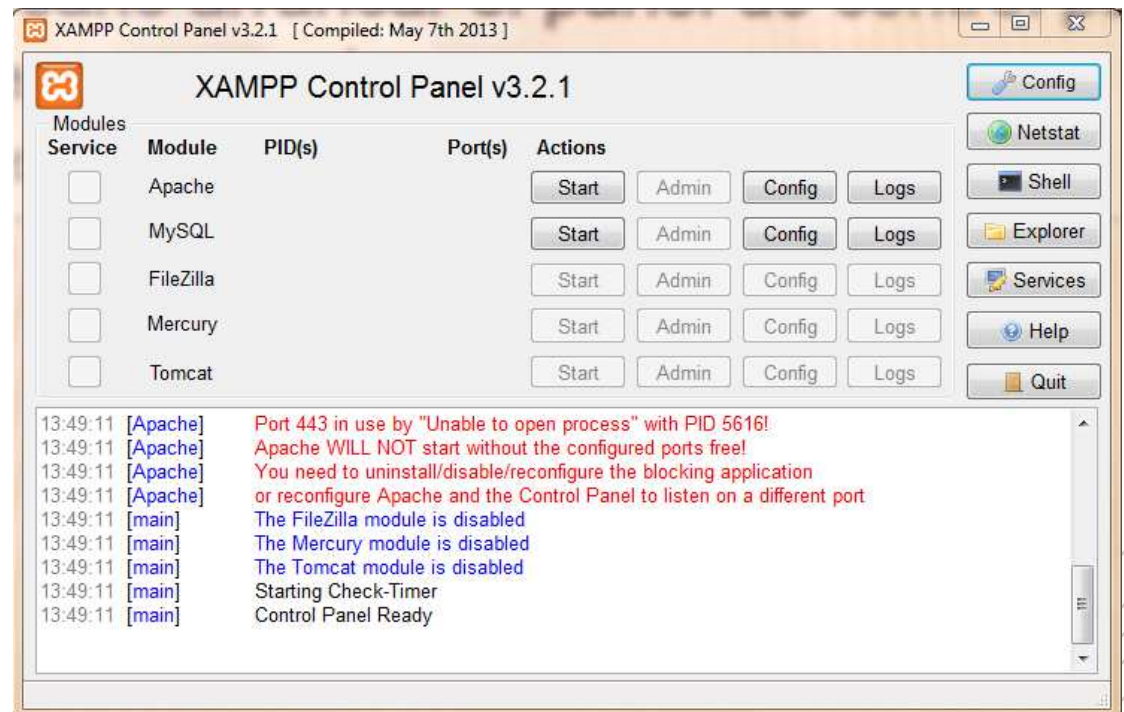 XAMPP Control Panel v3.2.1 [ Compiled: May 7th 2013 ]
XAMPP Control Panel v3.2.1
Config
Modules
Service Module PID(s) Port(s) Actions
Netstat
Apache Start Admin Config Logs
Shell
MySQL Start Admin Config Logs
Explorer
FileZilla Start Admin Config Logs
Services
Mercury Start Admin Config Logs
Help
Tomcat Start Admin Config Logs
Quit
13:49:11 [Apache] Port 443 in use by "Unable to open process" with PID 5616!
13:49:11 [Apache] Apache WILL NOT start without the configured ports free!
13:49:11 [Apache] You need to uninstall/disable/reconfigure the blocking application
13:49:11 [Apache] or reconfigure Apache and the Control Panel to listen on a different port
13:49:11 [main] The FileZilla module is disabled
13:49:11 [main] The Mercury module is disabled
13:49:11 [main] The Tomcat module is disabled
13:49:11 [main] Starting Check-Timer
13:49:11 [main] Control Panel Ready